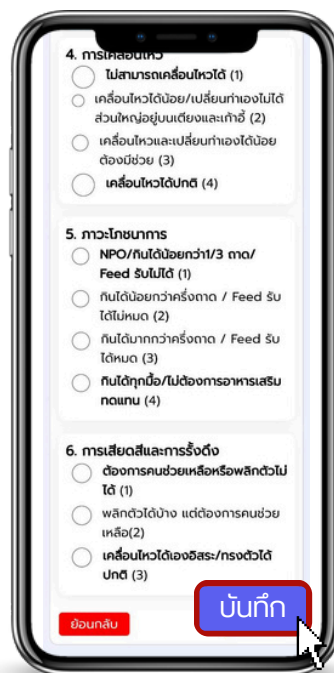 4. การเคลื่อนไหว
ไม่สามารถเคลื่อนไหวได้ (1)
เคลื่อนไหวได้น้อย/เปลี่ยนท่าเองไม่ได้
ส่วนใหญ่อยู่บนเตียงและเก้าอี้ (2)
เคลื่อนไหวและเปลี่ยนท่าเองได้น้อย
ต้องมีช่วย (3)
เคลื่อนไหวได้ปกติ (4)
5. ภาวะโภชนาการ
NPO/กินได้น้อยกว่า1/3 ถาด/
Feed รับไม่ได้ (1)
กินได้น้อยกว่าครึ่งถาด / Feed รับ
ได้ไม่หมด (2)
กินได้มากกว่าครึ่งถาด / Feed รับ
ได้หมด (3)
กินได้ทุกมื้อ/ไม่ต้องการอาหารเสริม
ทดแทน (4)
6. การเสียดสีและการรั้งดึง
ต้องการคนช่วยเหลือหรือพลิกตัวไม่
ได้ (1)
พลิกตัวได้บ้าง แต่ต้องการคนช่วย
เหลือ(2)
เคลื่อนไหวได้เองอิสระ/ทรงตัวได้
ปกติ (3)
บันทึก
ย้อนกลับ